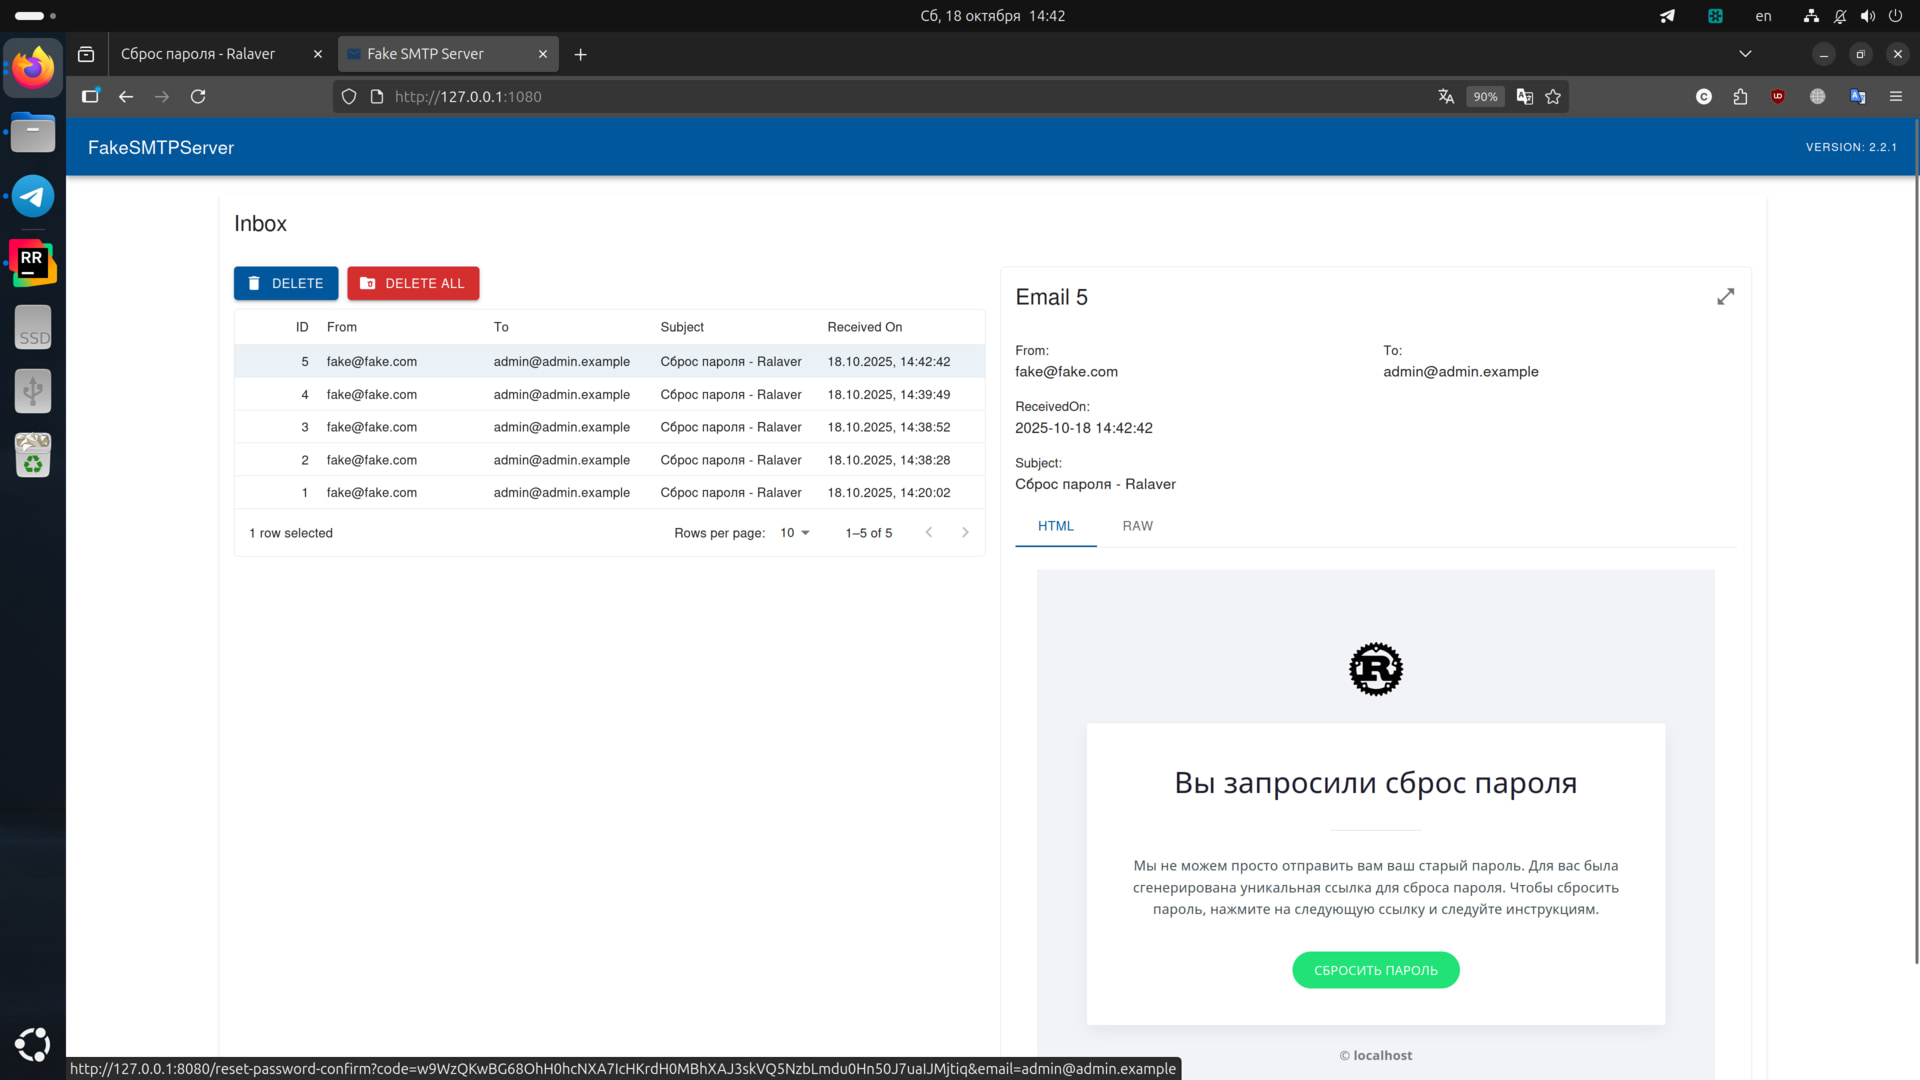 Сб, 18 октября 14:42
en
Сброс пароля - Ralaver
Fake SMTP Server
http://127.0.0.1:1080
90%
FakeSMTPServer
VERSION: 2.2.1
RR
SSD
Inbox
DELETE
DELETE ALL
ID From To Subject Received On
5 fake@fake.com admin@admin.example Сброс пароля - Ralaver 18.10.2025, 14:42:42
4 fake@fake.com admin@admin.example Сброс пароля - Ralaver 18.10.2025, 14:39:49
3 fake@fake.com admin@admin.example Сброс пароля - Ralaver 18.10.2025, 14:38:52
2 fake@fake.com admin@admin.example Сброс пароля - Ralaver 18.10.2025, 14:38:28
1 fake@fake.com admin@admin.example Сброс пароля - Ralaver 18.10.2025, 14:20:02
1 row selected Rows per page: 10 1–5 of 5
Email 5
From: To:
fake@fake.com admin@admin.example
ReceivedOn:
2025-10-18 14:42:42
Subject:
Сброс пароля - Ralaver
HTML RAW
R
Вы запросили сброс пароля
Мы не можем просто отправить вам ваш старый пароль. Для вас была
сгенерирована уникальная ссылка для сброса пароля. Чтобы сбросить
пароль, нажмите на следующую ссылку и следуйте инструкциям.
СБРОСИТЬ ПАРОЛЬ
© localhost
http://127.0.0.1:8080/reset-password-confirm?code=w9WzQKwBG68OhH0hcNXA7IcHKrdH0MBhXAJ3skVQ5NzbLmdu0Hn50J7uaIJMjtiq&email=admin@admin.example